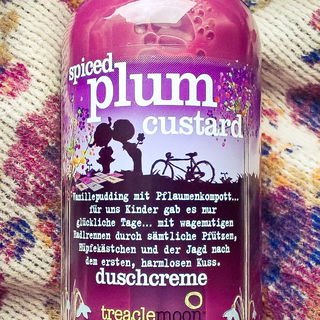 spiced
plum
custard
Vanillepudding mit Pflaumenkompott...
für uns Kinder gab es nur
glückliche Tage... mit wagemutigen
Radlrennen durch sämtliche Pfützen,
Hüpfekästchen und der Jagd nach
dem ersten, harmlosen Kuss.
duschcreme
treaclemoon